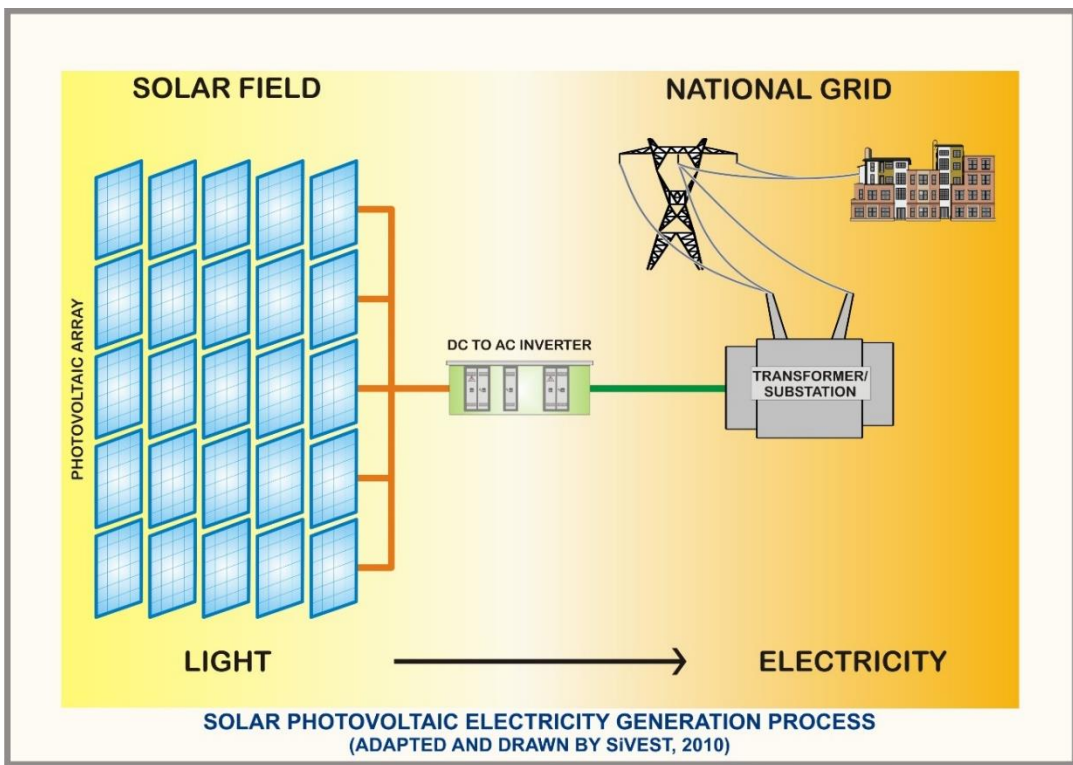 SOLAR FIELD
NATIONAL GRID
PHOTOVOLTAIC ARRAY
DC TO AC INVERTER
TRANSFORMER/
SUBSTATION
LIGHT
ELECTRICITY
SOLAR PHOTOVOLTAIC ELECTRICITY GENERATION PROCESS
(ADAPTED AND DRAWN BY SiVEST, 2010)